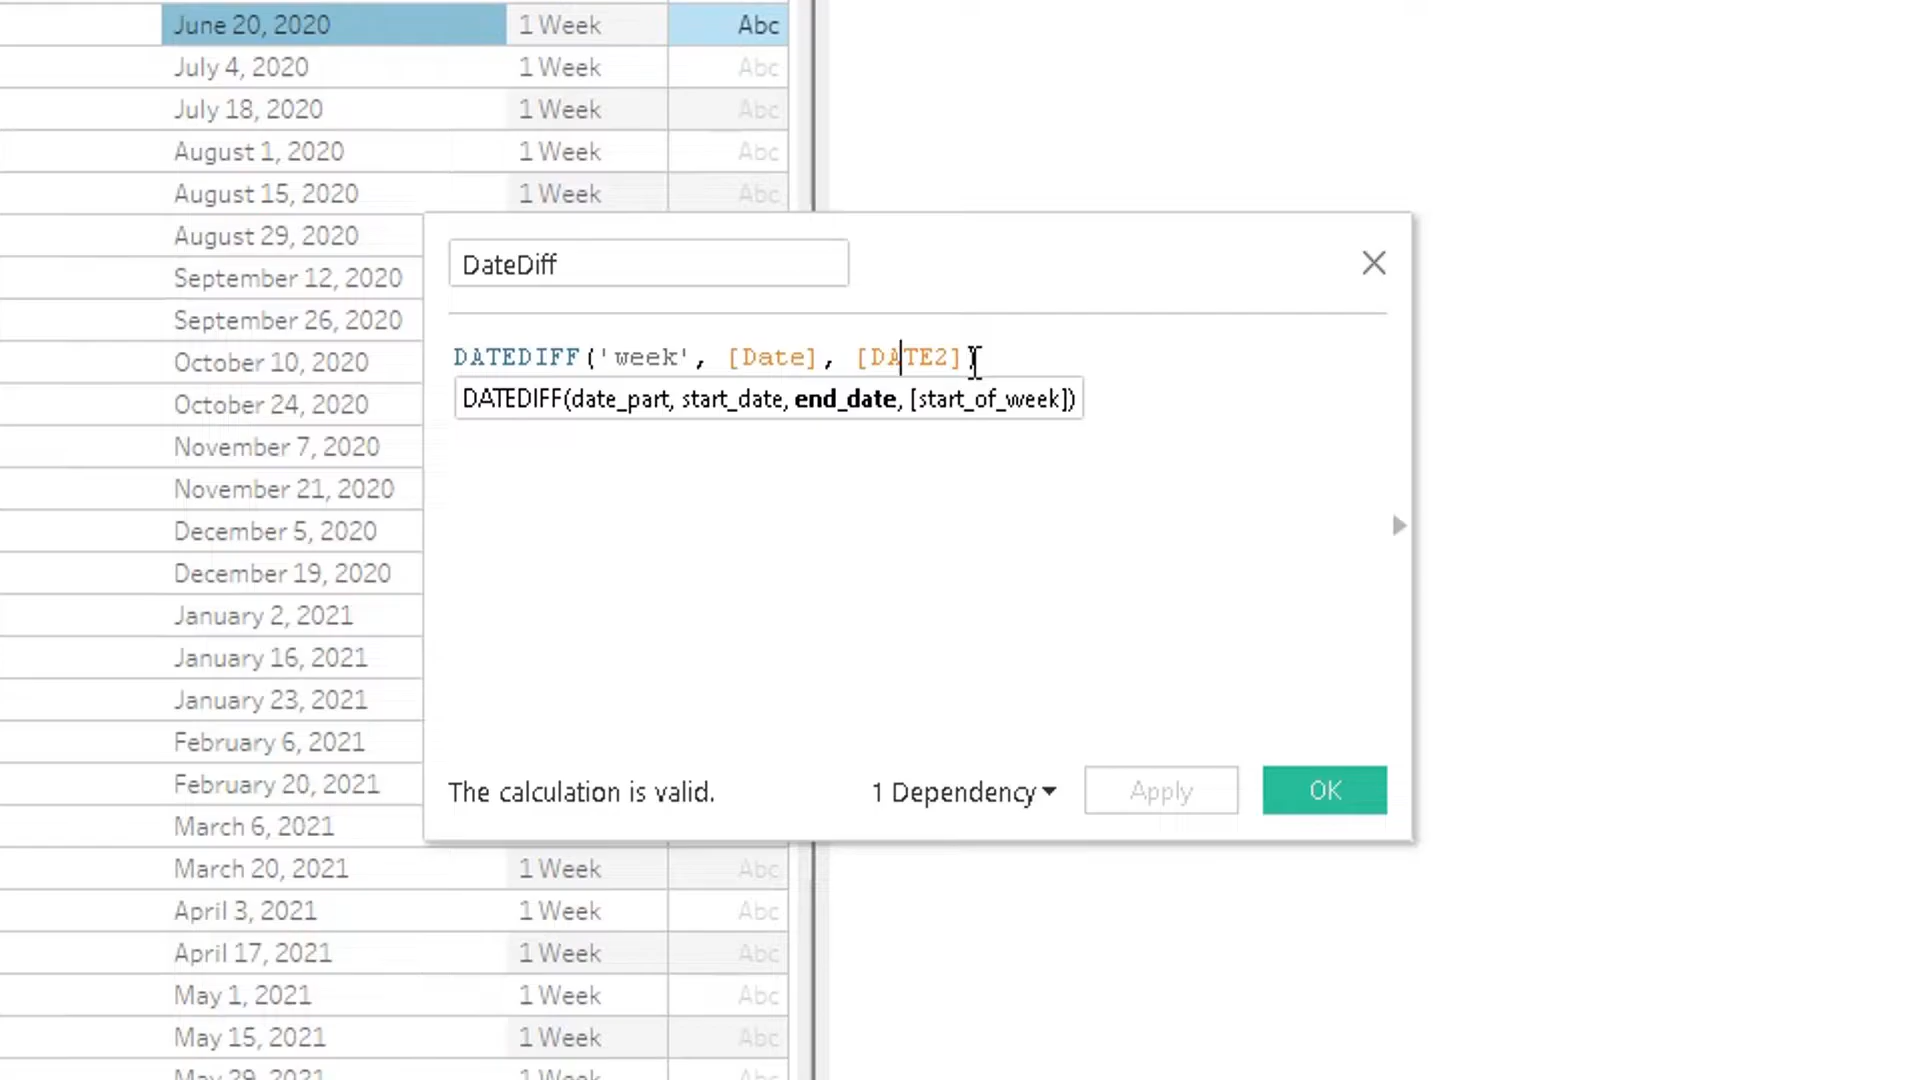 June 20, 2020 1 Week Abc
July 4, 2020 1 Week Abc
July 18, 2020 1 Week Abc
August 1, 2020 1 Week Abc
August 15, 2020 1 Week Abc
August 29, 2020
September 12, 2020
September 26, 2020
October 10, 2020
October 24, 2020
November 7, 2020
November 21, 2020
December 5, 2020
December 19, 2020
January 2, 2021
January 16, 2021
January 23, 2021
February 6, 2021
February 20, 2021
March 6, 2021
March 20, 2021 1 Week Abc
April 3, 2021 1 Week Abc
April 17, 2021 1 Week Abc
May 1, 2021 1 Week Abc
May 15, 2021 1 Week Abc
May 29, 2021 1 Week Abc
DateDiff
DATEDIFF('week', [Date], [DATE2])
DATEDIFF(date_part, start_date, end_date, [start_of_week])
The calculation is valid. 1 Dependency Apply OK